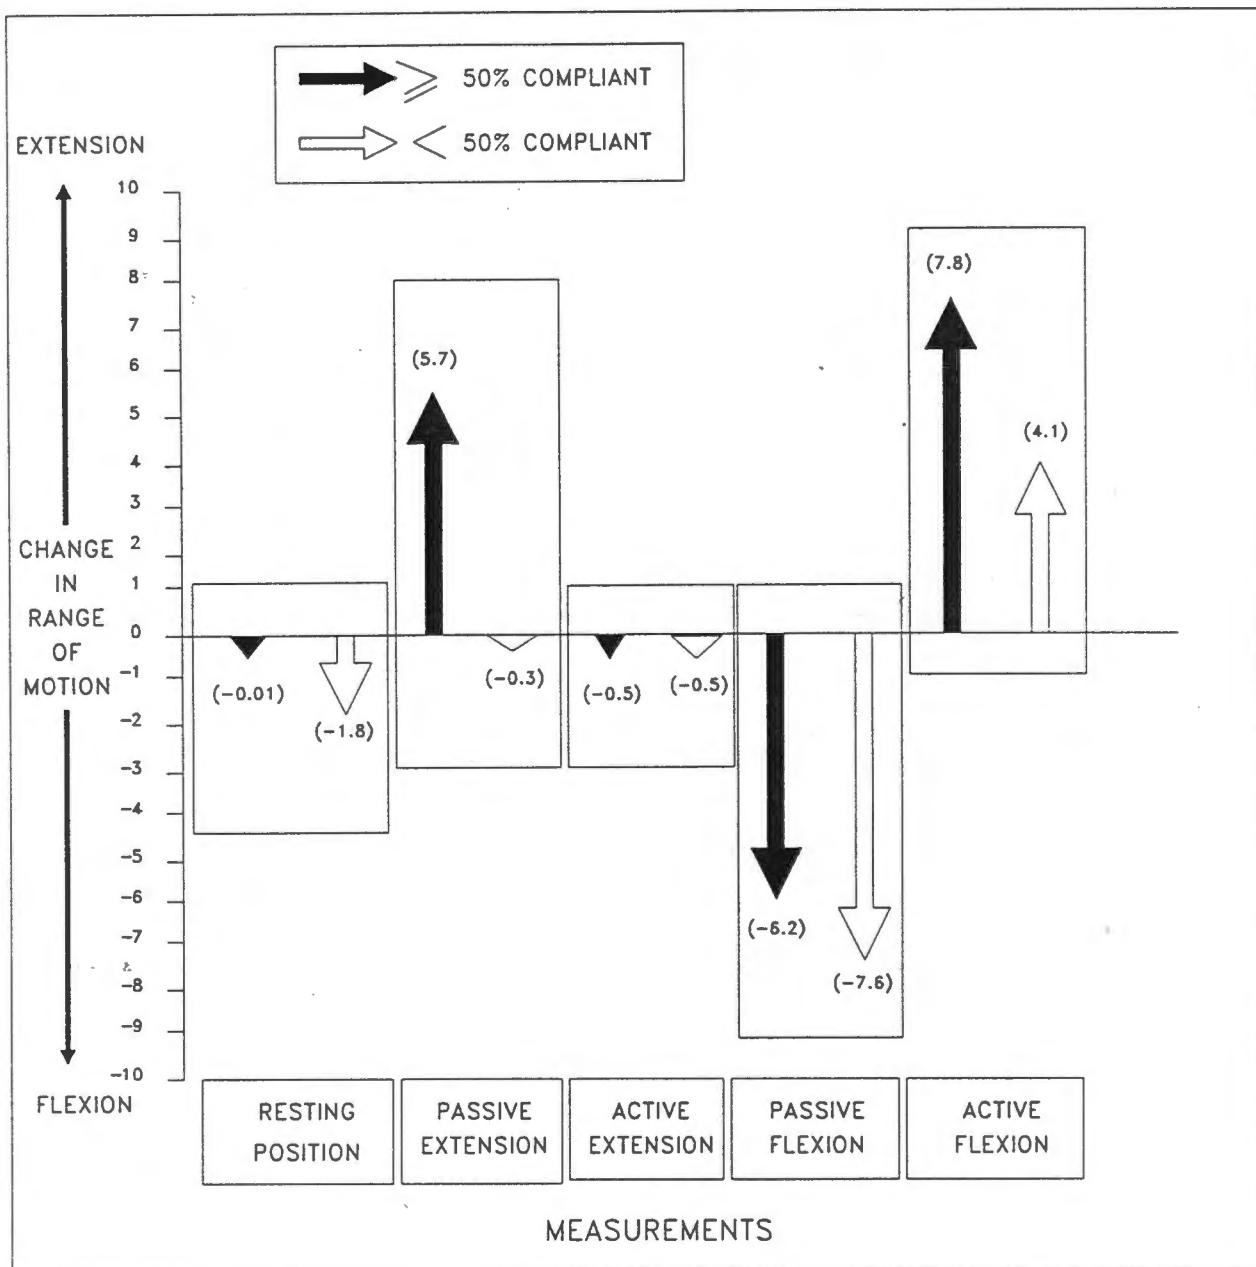 ≥ 50% COMPLIANT
< 50% COMPLIANT
EXTENSION
10
9
8
7
6
5
4
3
2
1
0
-1
-2
-3
-4
-5
-6
-7
-8
-9
-10
CHANGE
IN
RANGE
OF
MOTION
FLEXION
(-0.01)
(-1.8)
(5.7)
(-0.3)
(-0.5)
(-0.5)
(-6.2)
(-7.6)
(7.8)
(4.1)
RESTING
POSITION
PASSIVE
EXTENSION
ACTIVE
EXTENSION
PASSIVE
FLEXION
ACTIVE
FLEXION
MEASUREMENTS